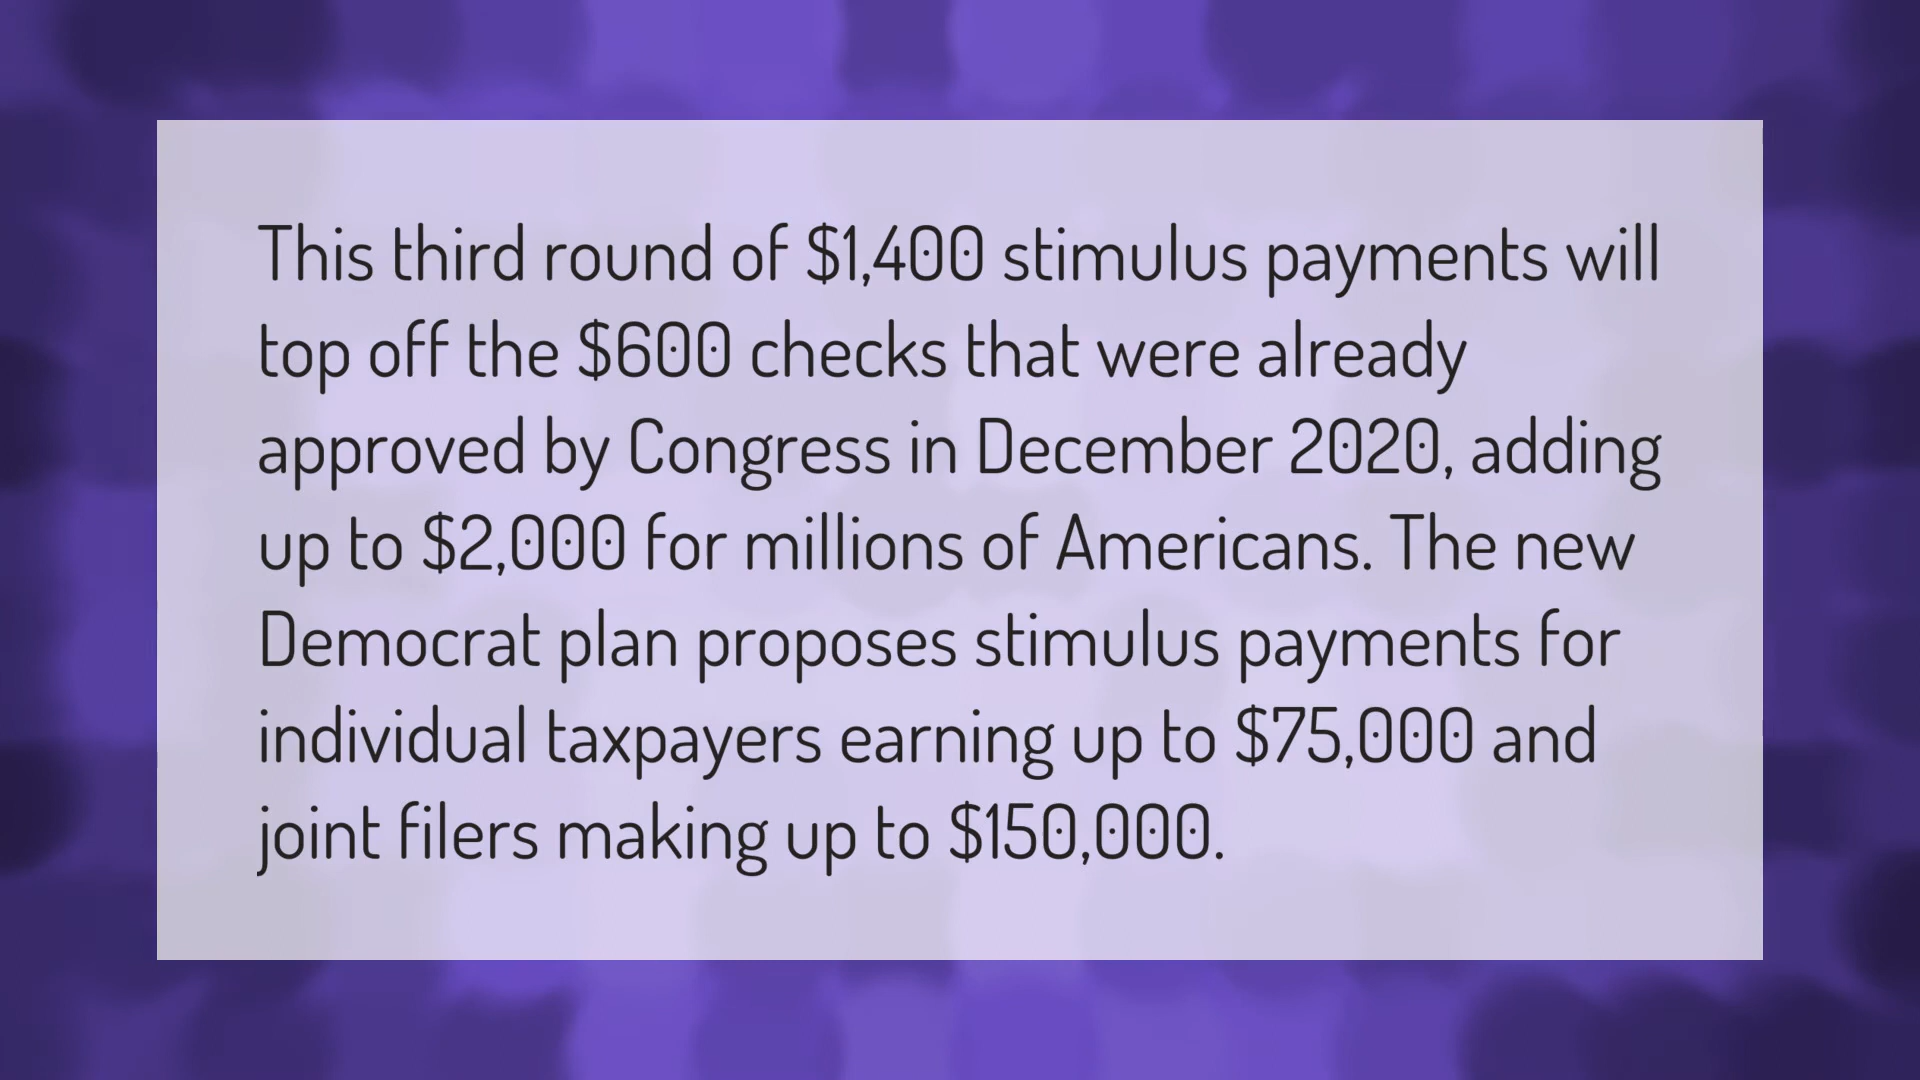 This third round of $1,400 stimulus payments will
top off the $600 checks that were already
approved by Congress in December 2020, adding
up to $2,000 for millions of Americans. The new
Democrat plan proposes stimulus payments for
individual taxpayers earning up to $75,000 and
joint filers making up to $150,000.